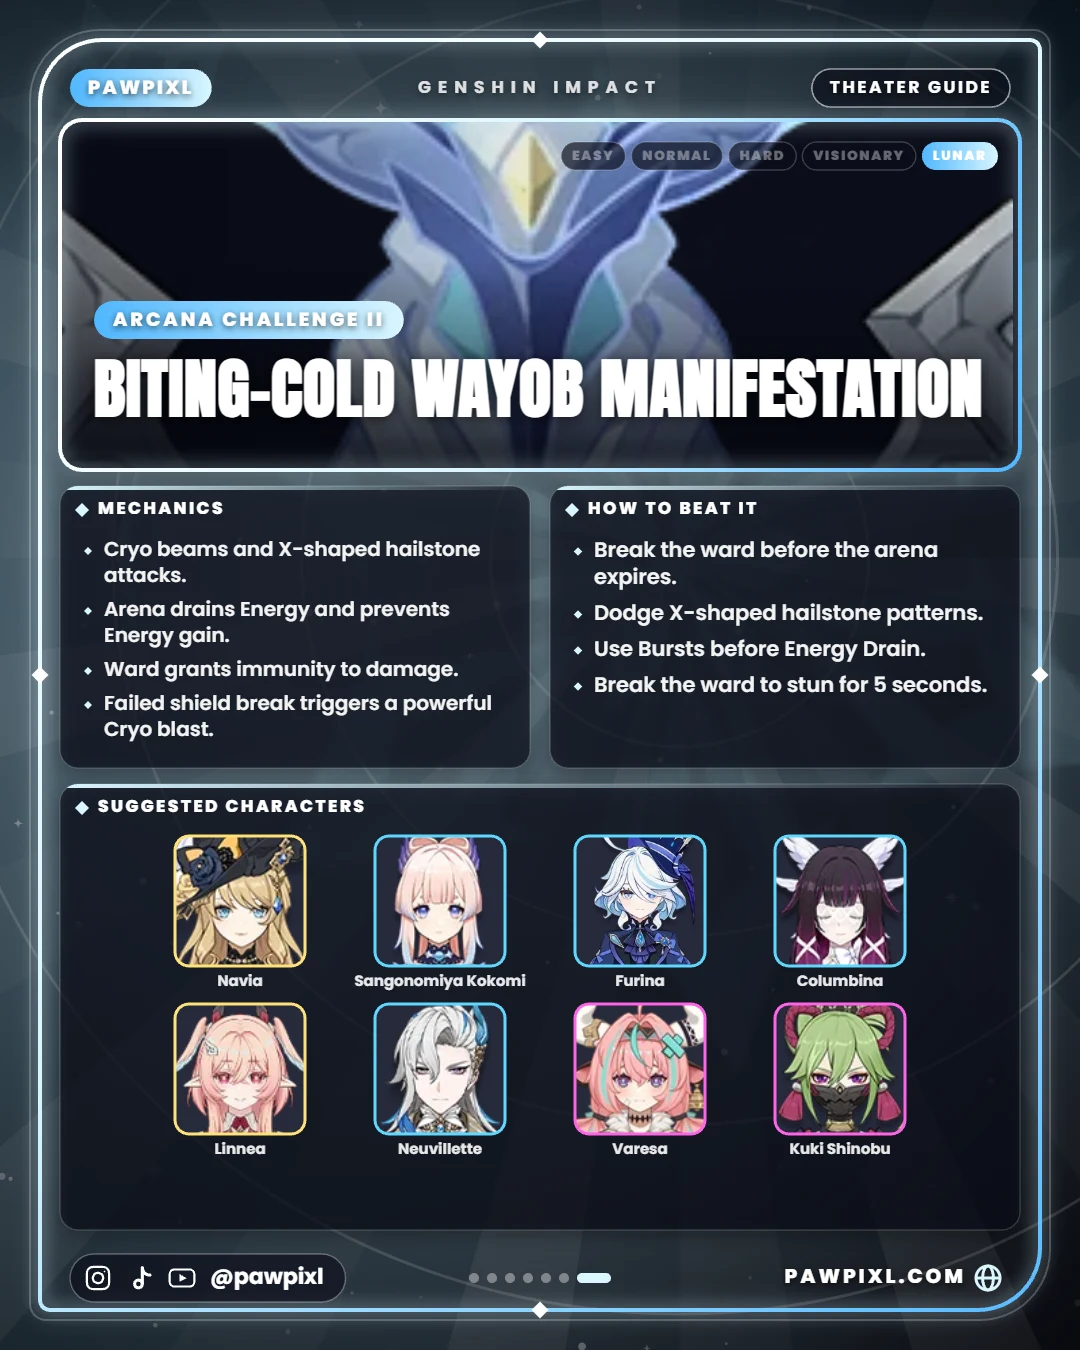 PAWPIXL
GENSHIN IMPACT
THEATER GUIDE
EASY
NORMAL
HARD
VISIONARY
LUNAR
ARCANA CHALLENGE II
BITING-COLD WAYOB MANIFESTATION
MECHANICS
Cryo beams and X-shaped hailstone
attacks.
Arena drains Energy and prevents
Energy gain.
Ward grants immunity to damage.
Failed shield break triggers a powerful
Cryo blast.
HOW TO BEAT IT
Break the ward before the arena
expires.
Dodge X-shaped hailstone patterns.
Use Bursts before Energy Drain.
Break the ward to stun for 5 seconds.
SUGGESTED CHARACTERS
Navia
Sangonomiya Kokomi
Furina
Columbina
Linnea
Neuvillette
Varesa
Kuki Shinobu
@pawpixl
PAWPIXL.COM